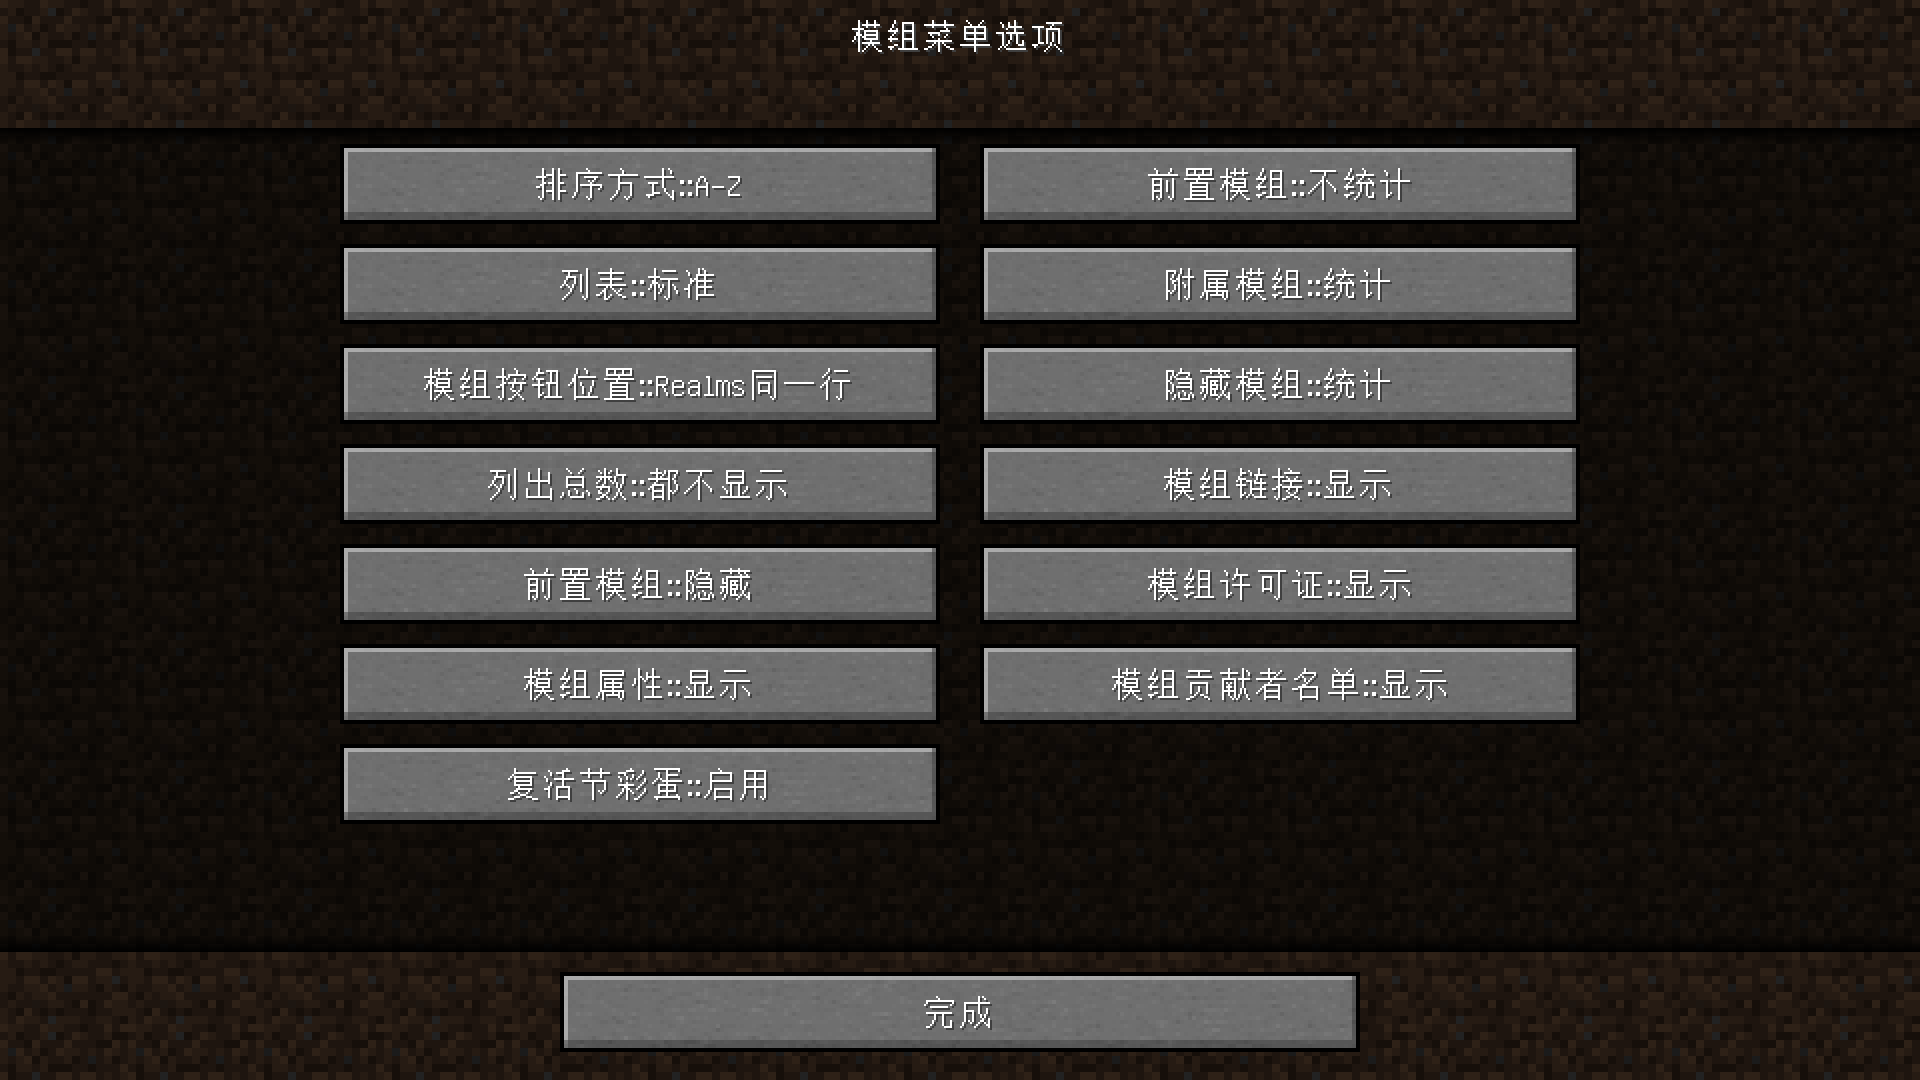 模组菜单选项
排序方式::A-Z
前置模组::不统计
列表::标准
附属模组::统计
模组按钮位置::Realms同一行
隐藏模组::统计
列出总数::都不显示
模组链接::显示
前置模组::隐藏
模组许可证::显示
模组属性::显示
模组贡献者名单::显示
复活节彩蛋::启用
完成